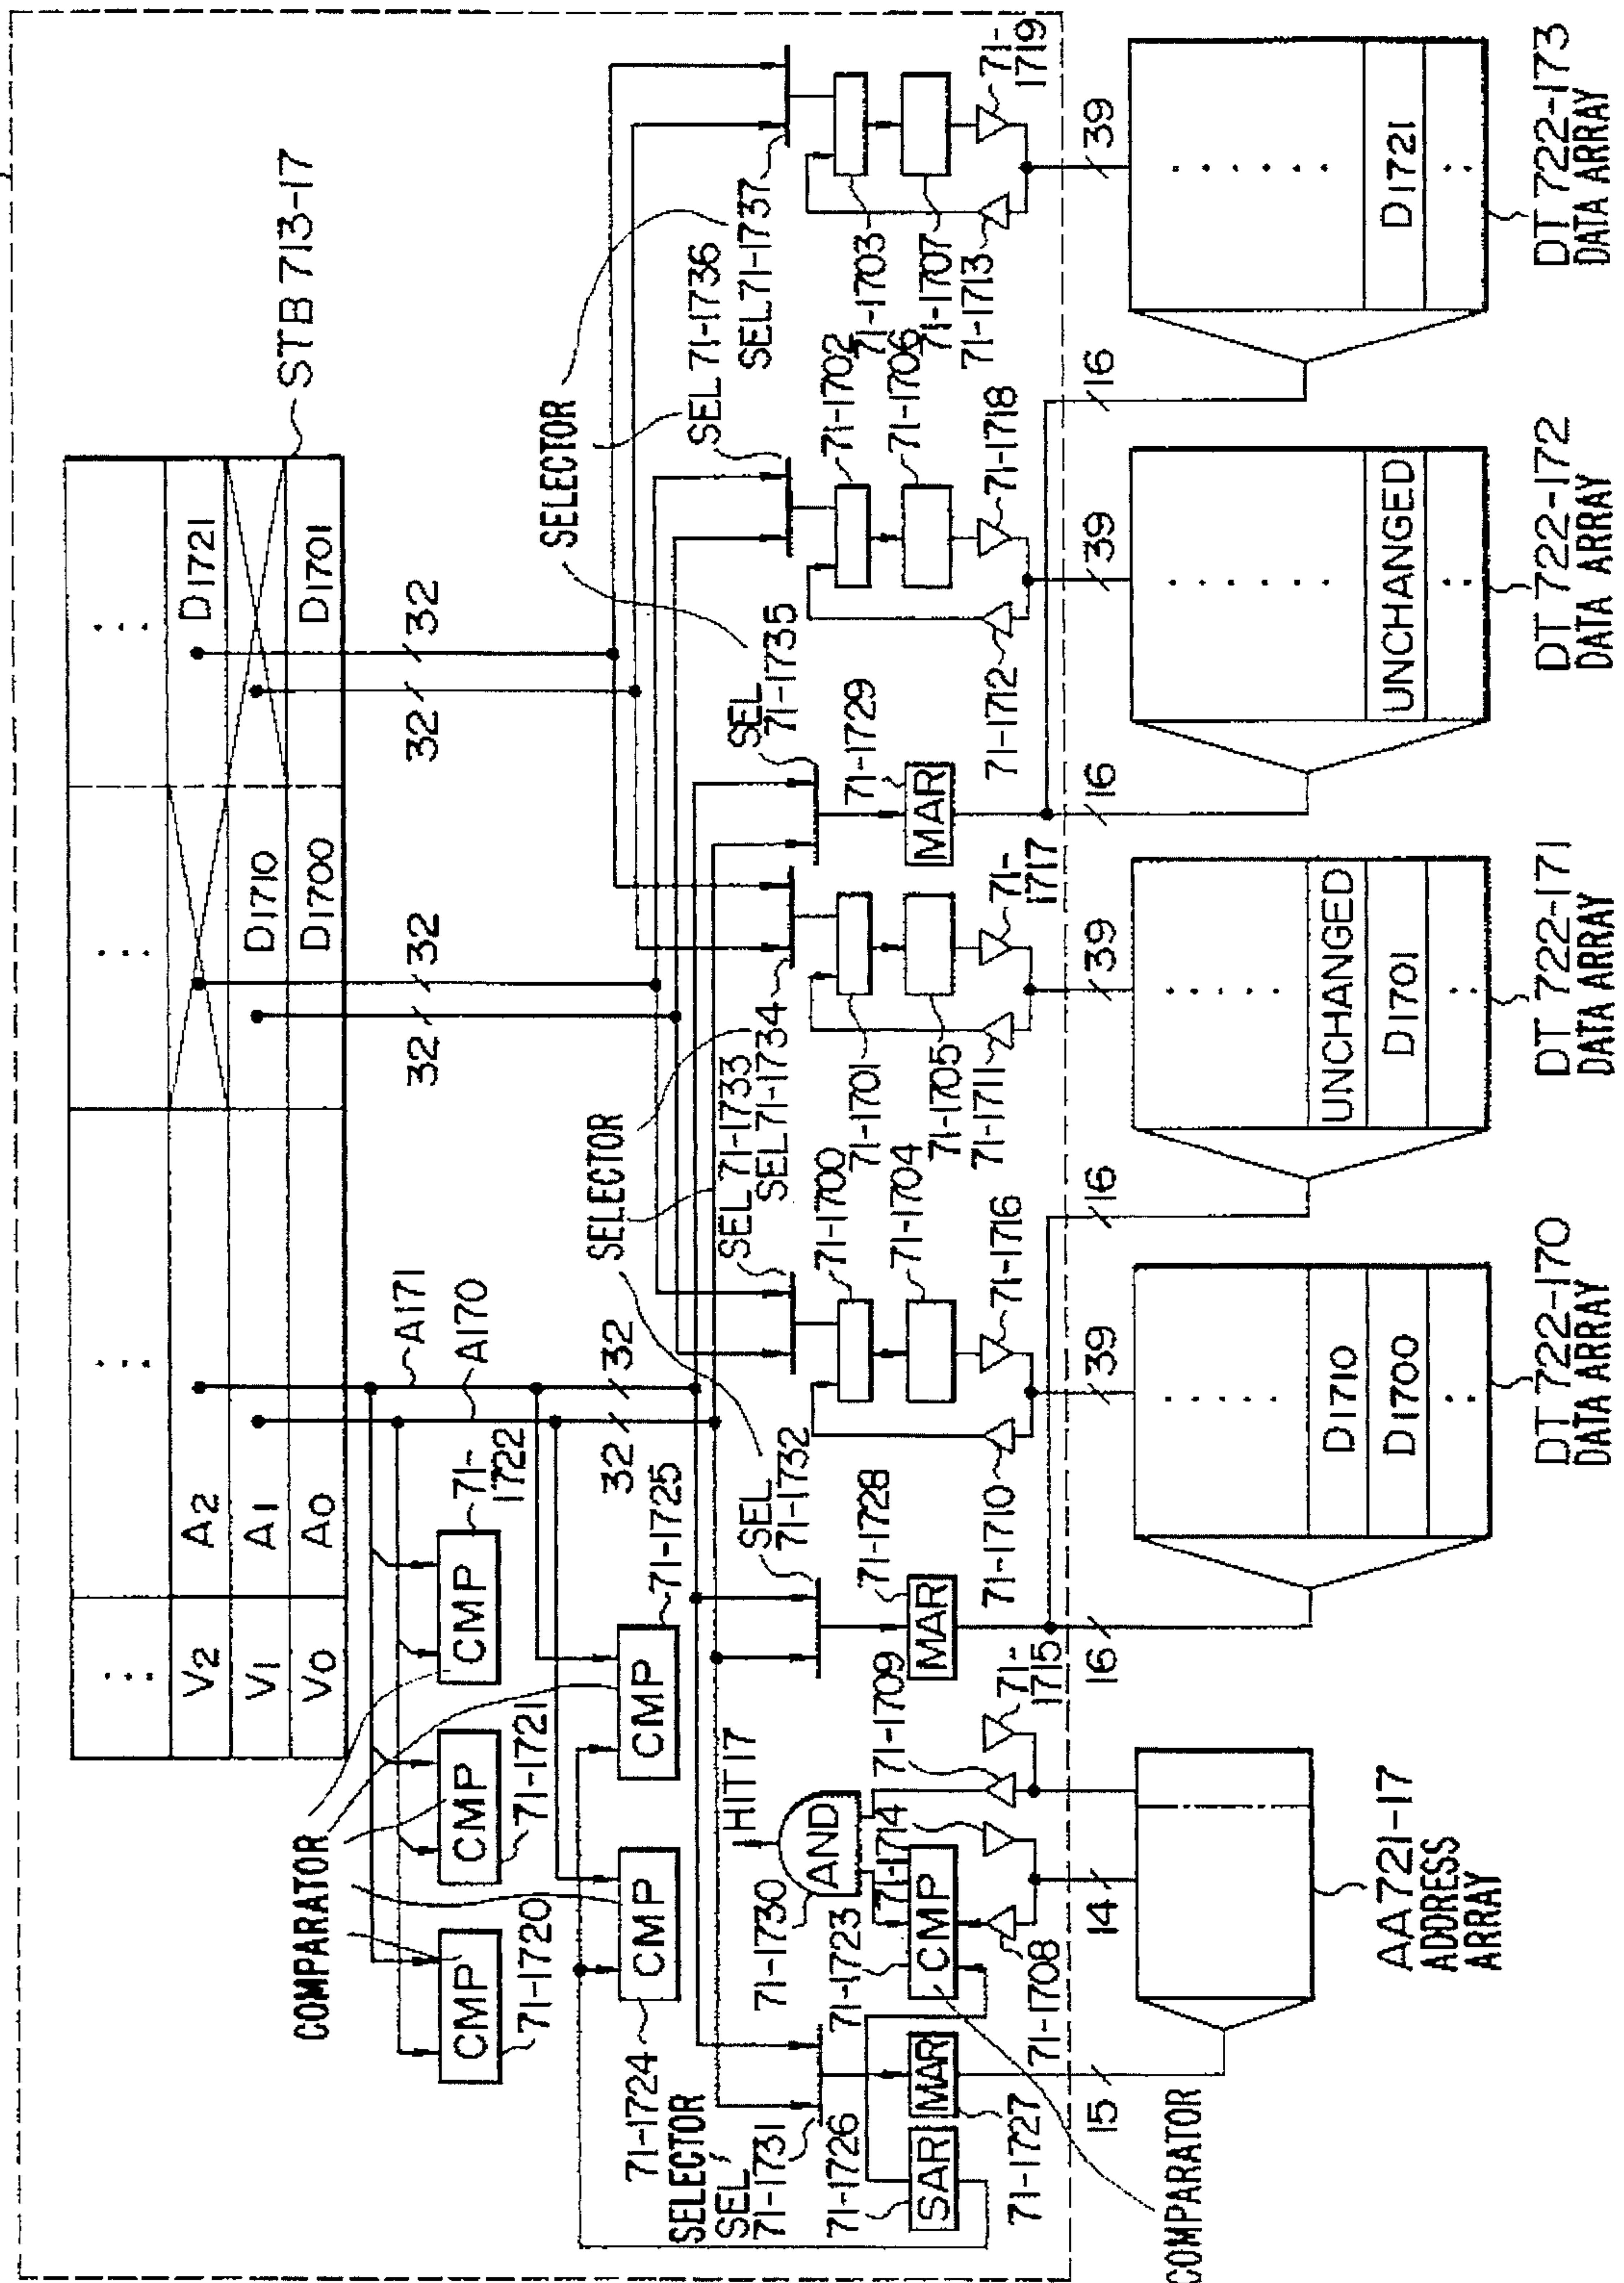 STB 713-17
...
...
...
...
V2
A2
D1721
V1
A1
D1710
V0
A0
D1700
D1701
A171
A170
32
32
32
32
32
32
COMPARATOR
CMP
71-1720
CMP
71-1721
CMP
71-1722
CMP
71-1724
CMP
71-1725
SELECTOR
SEL
71-1731
SELECTOR
SEL
71-1732
SEL 71-1733
SEL 71-1734
SELECTOR
SEL
71-1735
SEL 71-1736
SEL 71-1737
HIT 17
AND
71-1730
71-1723
CMP
71-1714
71-1709
71-1715
71-1708
71-1726
SAR
MAR
71-1727
COMPARATOR
71-1728
MAR
71-1710
71-1700
71-1704
71-1716
71-1701
71-1705
71-1711
71-1717
71-1729
MAR
71-1712
71-1702
71-1706
71-1718
71-1703
71-1707
71-1713
71-1719
15
14
16
39
16
39
16
39
16
39
D1710
D1700
UNCHANGED
D1701
UNCHANGED
D1721
AA721-17
ADDRESS
ARRAY
DT 722-170
DATA ARRAY
DT 722-171
DATA ARRAY
DT 722-172
DATA ARRAY
DT 722-173
DATA ARRAY